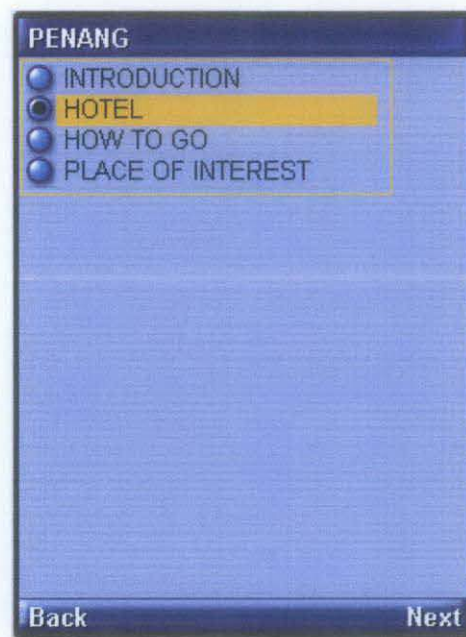 PENANG
INTRODUCTION
HOTEL
HOW TO GO
PLACE OF INTEREST
Back Next